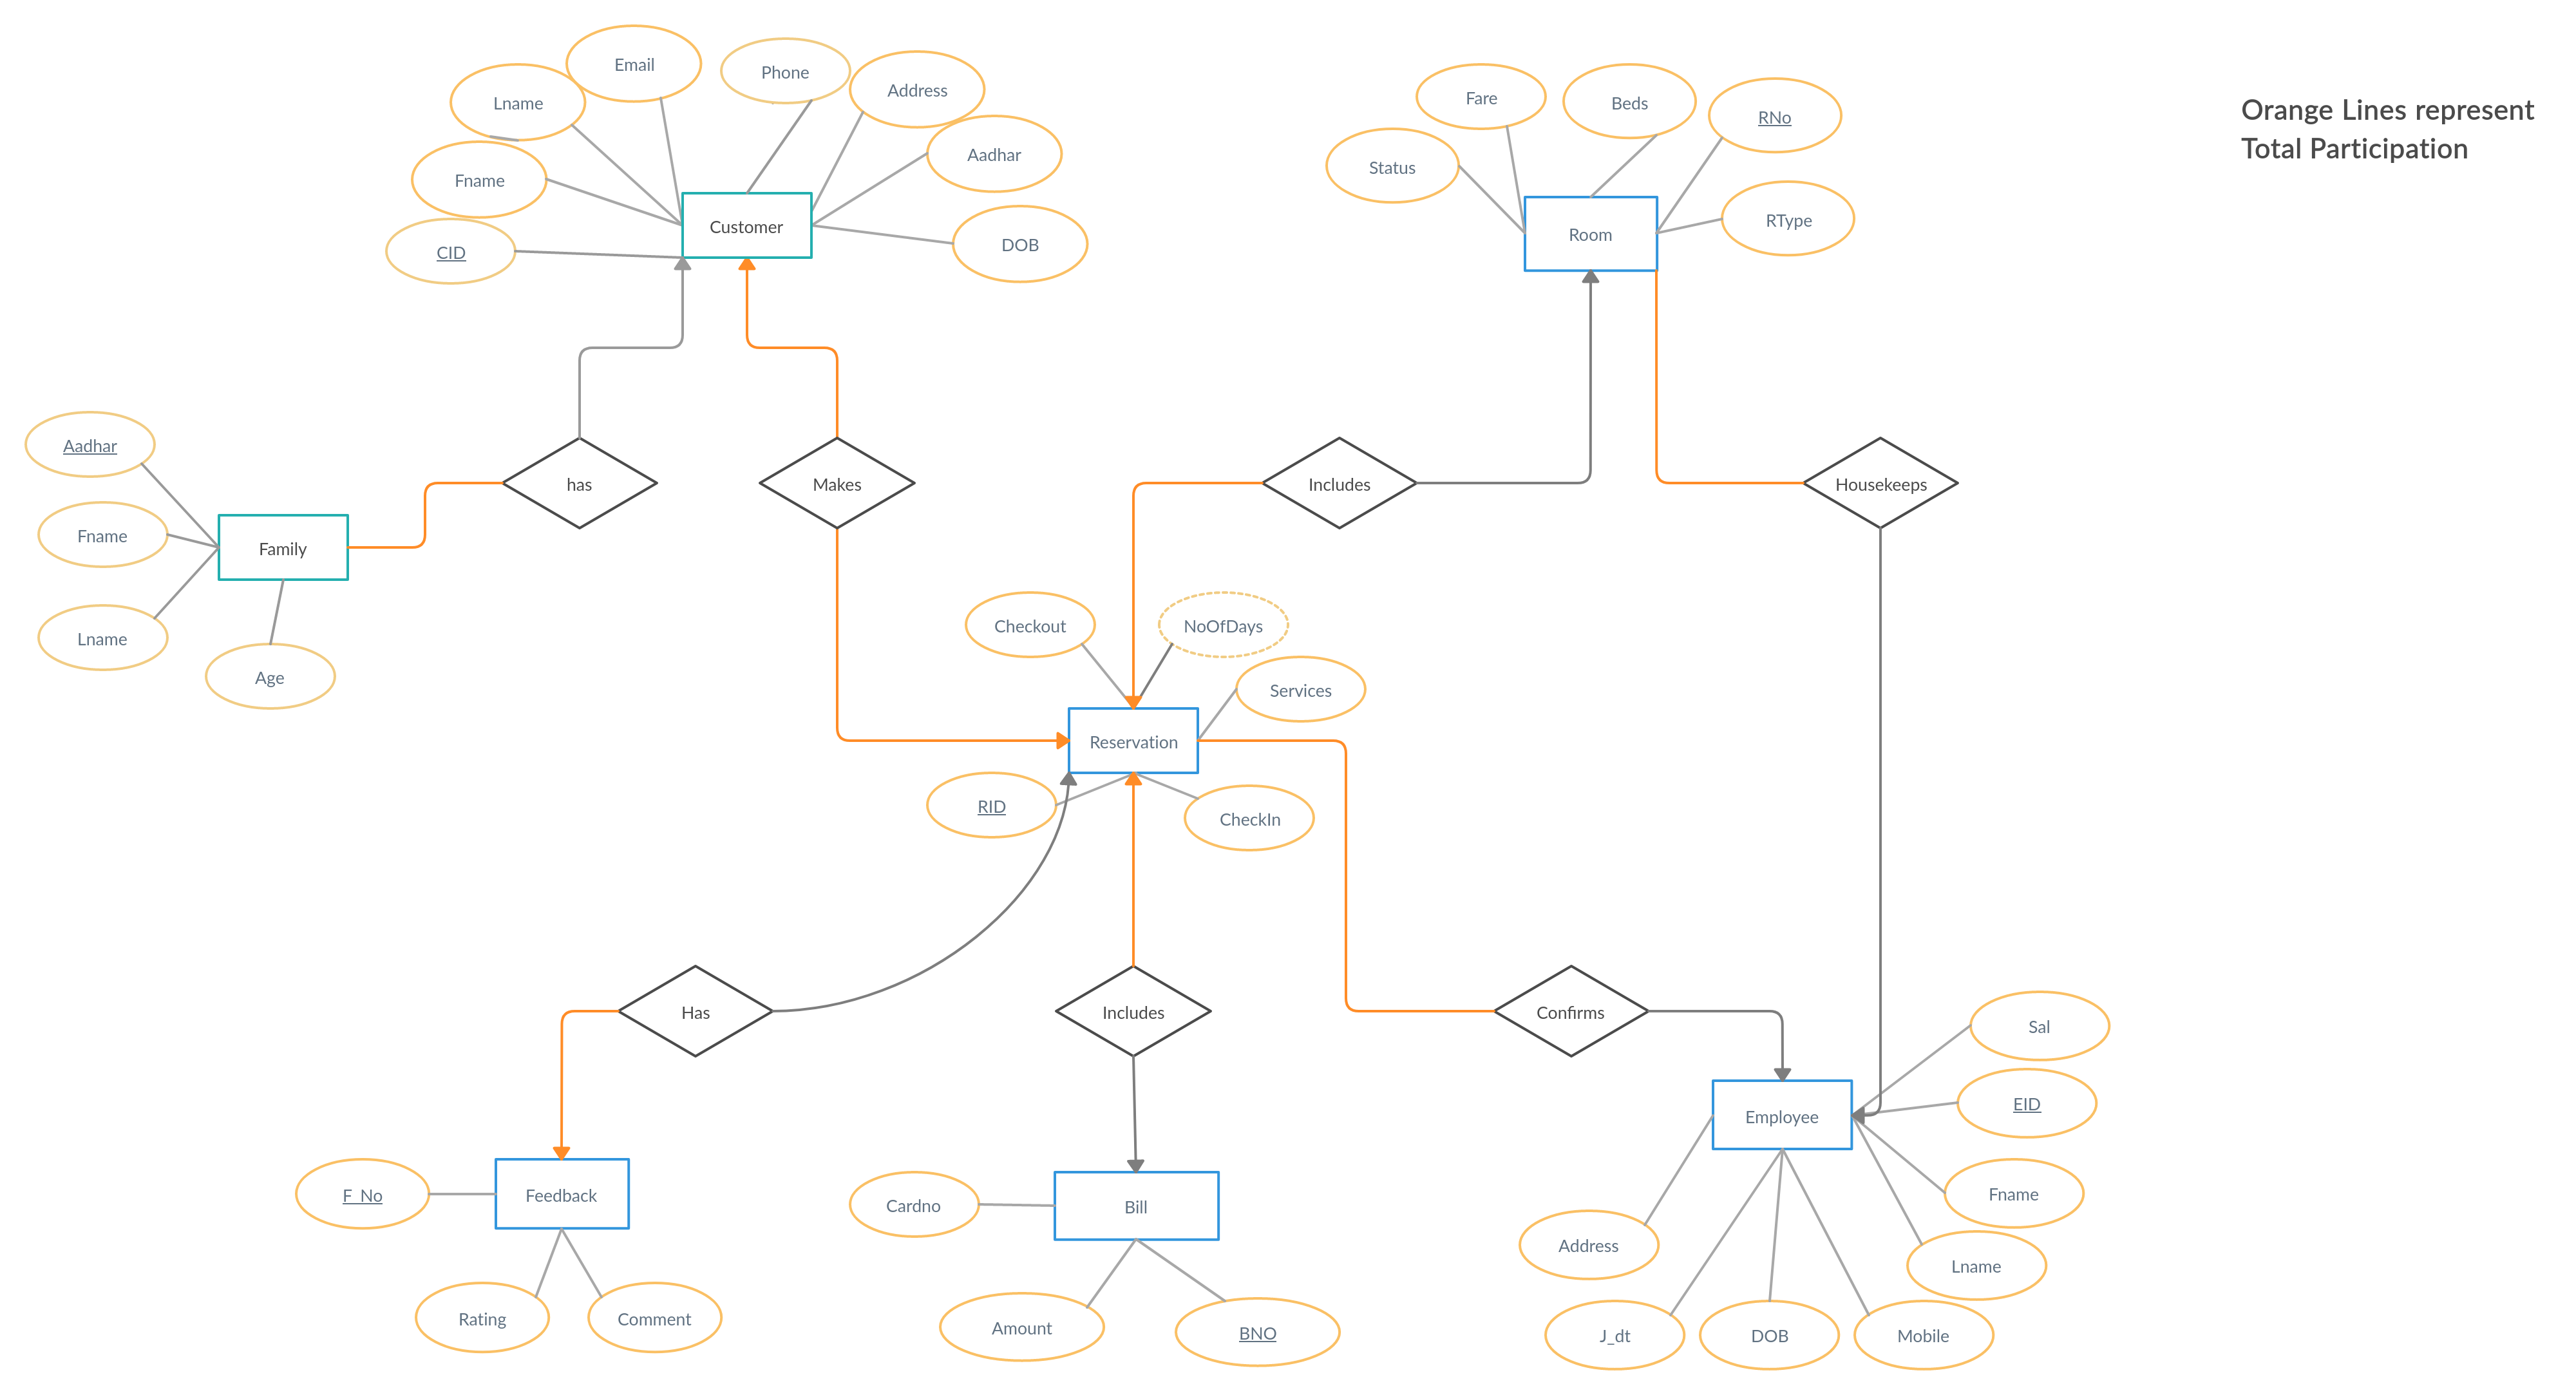 Email
Phone
Address
Lname
Aadhar
Fname
Customer
DOB
CID
Fare
Beds
RNo
Status
RType
Room
Orange Lines represent
Total Participation
Aadhar
Fname
Family
Lname
Age
has
Makes
Includes
Housekeeps
Checkout
NoOfDays
Services
Reservation
RID
CheckIn
Has
Includes
Confirms
Sal
EID
Employee
Fname
Lname
Address
J_dt
DOB
Mobile
F_No
Feedback
Rating
Comment
Cardno
Bill
Amount
BNO